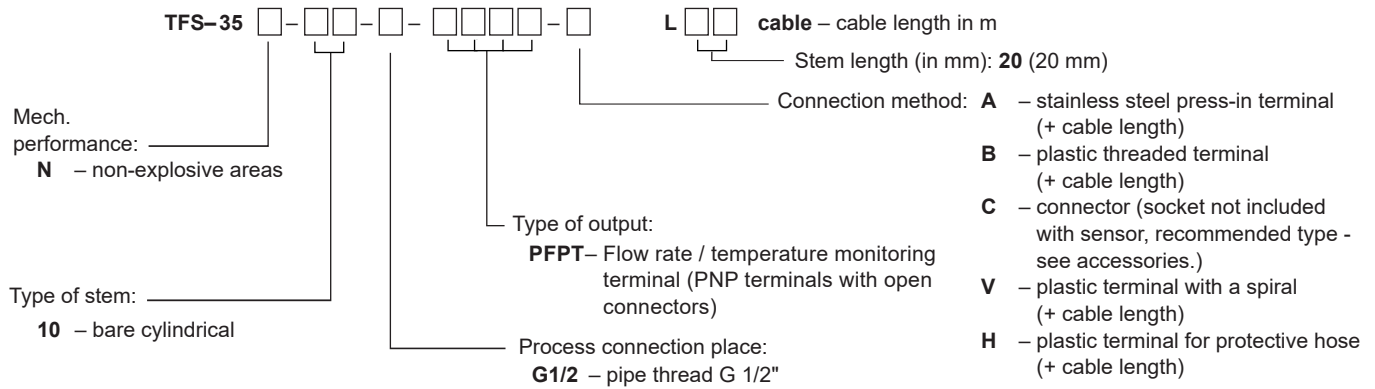 TFS–35 □–□□–□– □□□□–□ L □□ cable – cable length in m
Stem length (in mm): 20 (20 mm)
Connection method: A – stainless steel press-in terminal
(+ cable length)
B – plastic threaded terminal
(+ cable length)
C – connector (socket not included
with sensor, recommended type -
see accessories.)
V – plastic terminal with a spiral
(+ cable length)
H – plastic terminal for protective hose
(+ cable length)
Mech.
performance:
N – non-explosive areas
Type of output:
PFPT– Flow rate / temperature monitoring
terminal (PNP terminals with open
connectors)
Type of stem:
10 – bare cylindrical
Process connection place:
G1/2 – pipe thread G 1/2"